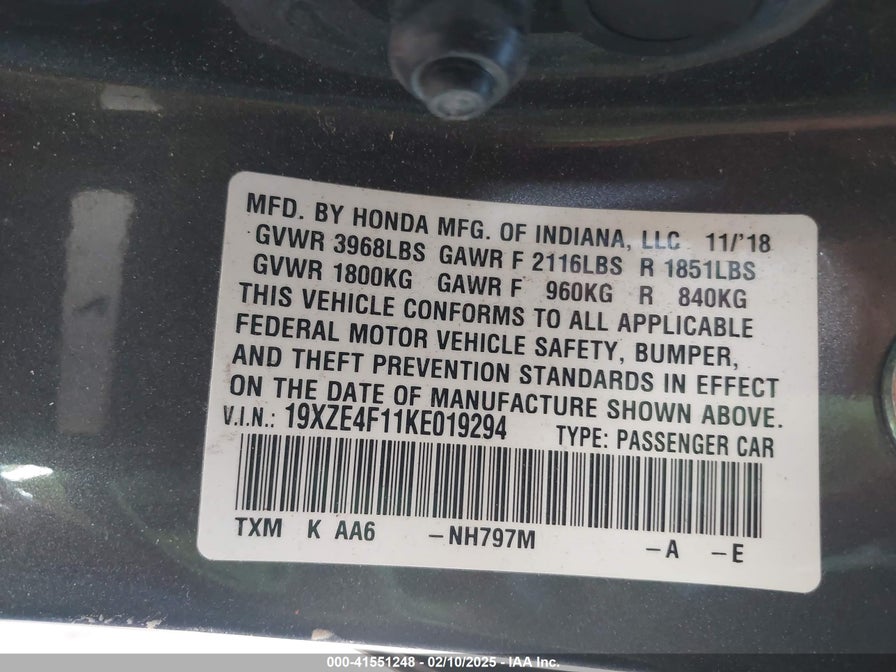 MFD. BY HONDA MFG. OF INDIANA, LLC 11/'18
GVWR 3968LBS GAWR F 2116LBS R 1851LBS
GVWR 1800KG GAWR F 960KG R 840KG
THIS VEHICLE CONFORMS TO ALL APPLICABLE
FEDERAL MOTOR VEHICLE SAFETY, BUMPER,
AND THEFT PREVENTION STANDARDS IN EFFECT
ON THE DATE OF MANUFACTURE SHOWN ABOVE.
V.I.N.: 19XZE4F11KE019294 TYPE: PASSENGER CAR
TXM K AA6 -NH797M -A -E
000-41551248 - 02/10/2025 - IAA Inc.